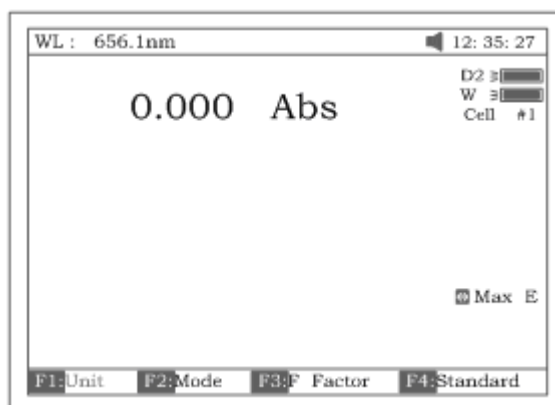 WL : 656.1nm 12: 35: 27
D2
W
0.000 Abs
Cell #1
Max E
F1:Unit F2:Mode F3:F Factor F4:Standard